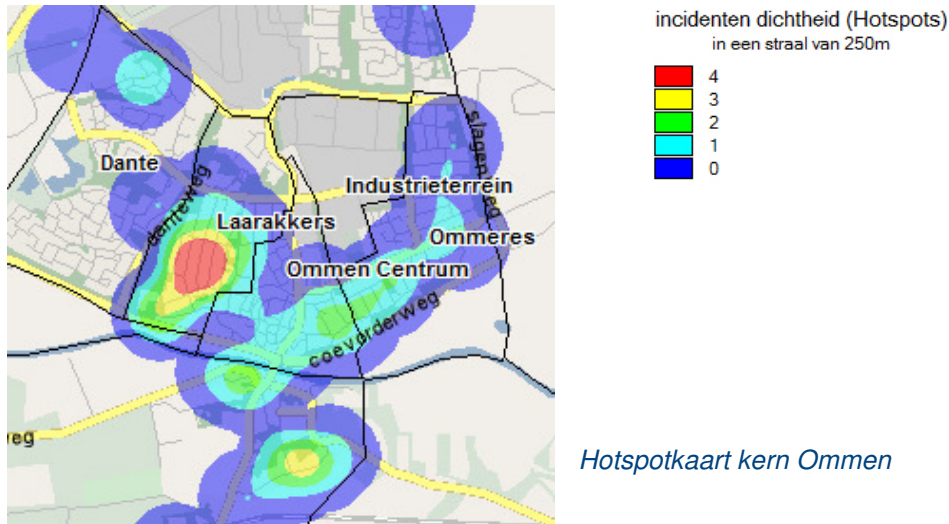 incidenten dichtheid (Hotspots)
in een straal van 250m
4
3
2
1
0
Dante
danteweg
Laarakkers
Industrieterrein
slagenweg
Ommeres
Ommen Centrum
coevorderweg
weg
Hotspotkaart kern Ommen